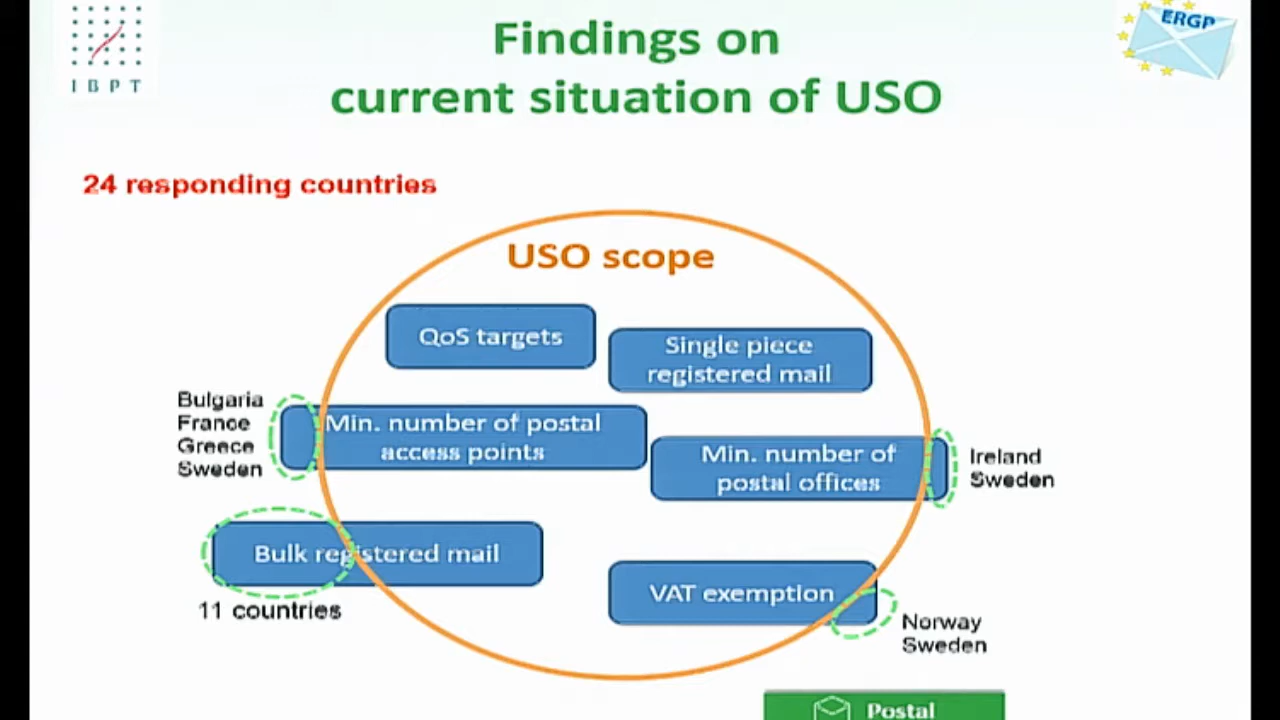 IBPT
ERGP
Findings on
current situation of USO
24 responding countries
USO scope
QoS targets
Single piece
registered mail
Bulgaria
France
Greece
Sweden
Min. number of postal
access points
Min. number of
postal offices
Ireland
Sweden
Bulk registered mail
11 countries
VAT exemption
Norway
Sweden
Postal